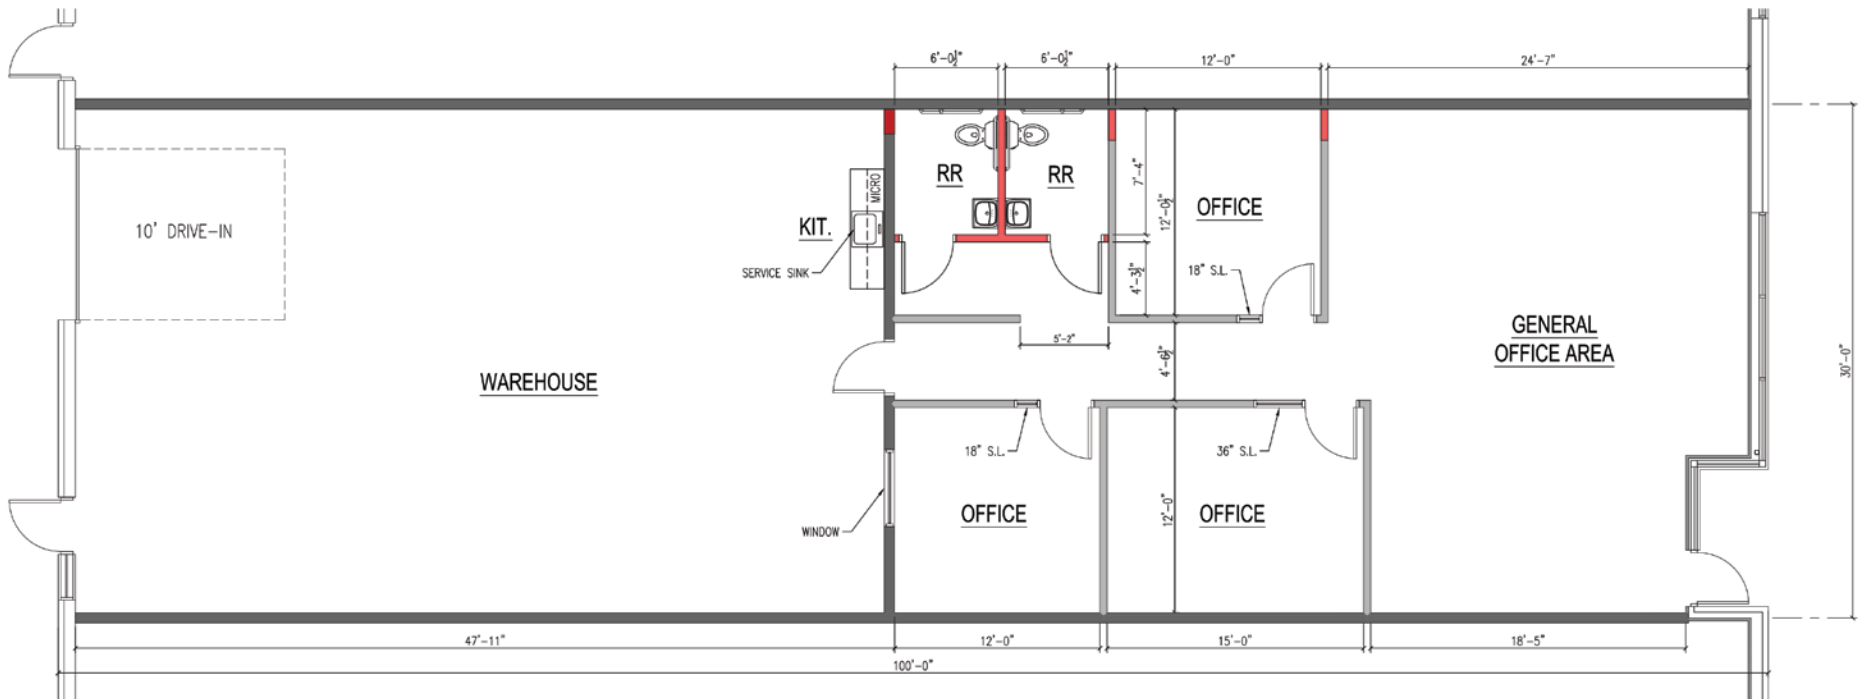 6'-0½"
6'-0½"
12'-0"
24'-7"
MICRO
RR
RR
7'-4"
12'-0½"
OFFICE
KIT.
10' DRIVE-IN
SERVICE SINK
18" S.L.
4'-3½"
GENERAL
OFFICE AREA
5'-2"
4'-6½"
30'-0"
WAREHOUSE
18" S.L.
36" S.L.
WINDOW
OFFICE
12'-0"
OFFICE
47'-11"
12'-0"
15'-0"
18'-5"
100'-0"